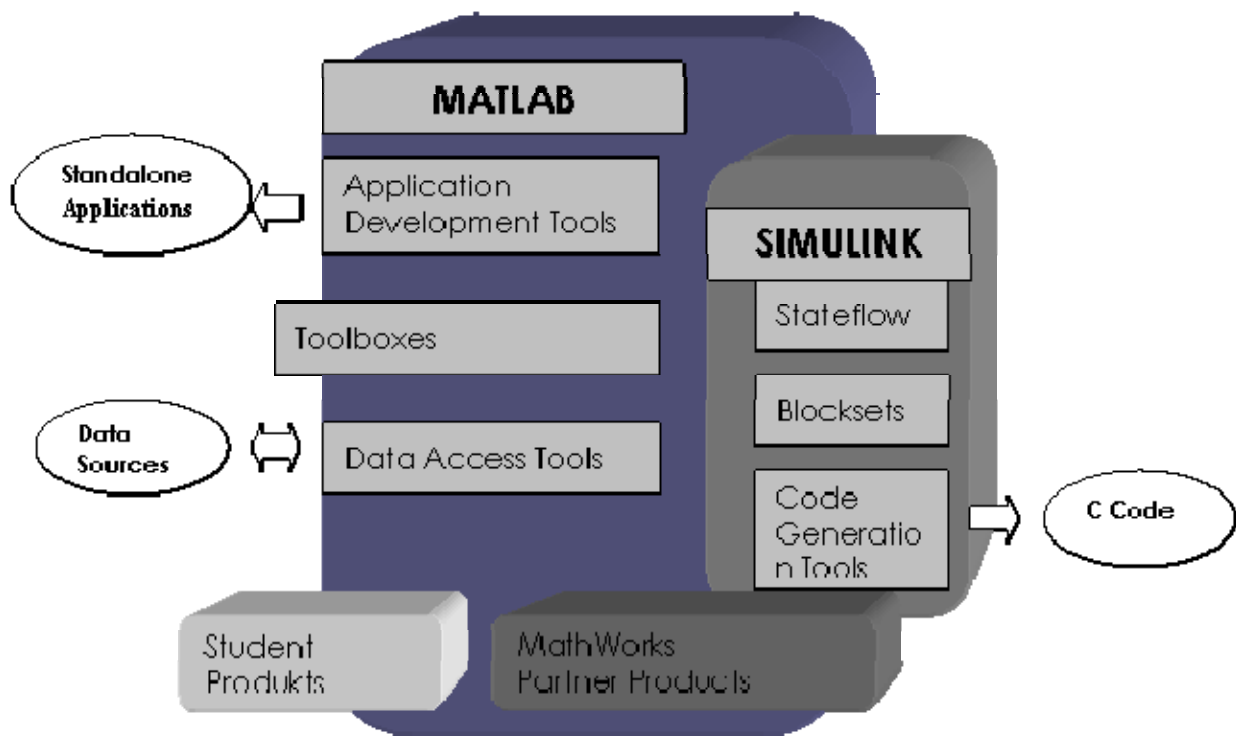 MATLAB
Standalone
Applications
Application
Development Tools
SIMULINK
Stateflow
Toolboxes
Blocksets
Data
Sources
Data Access Tools
Code
Generatio
n Tools
C Code
Student
Produkts
MathWorks
Partner Products